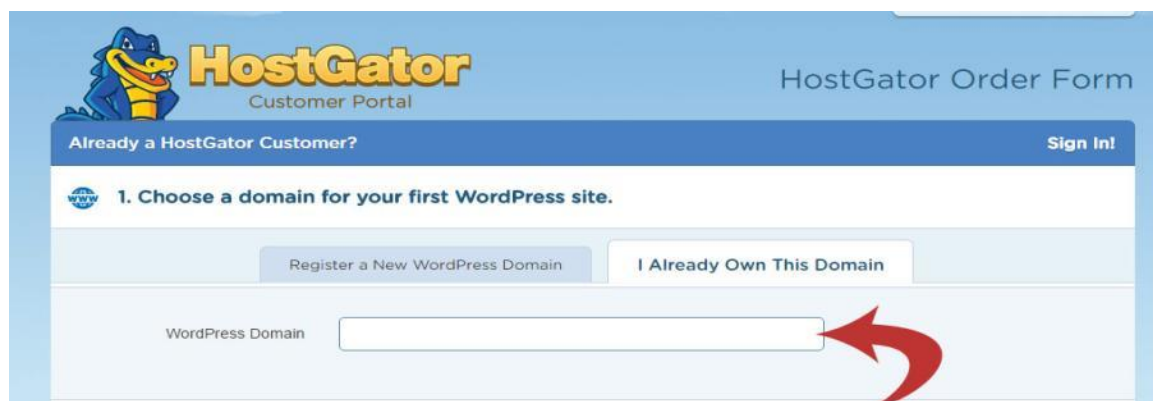 HostGator
Customer Portal
HostGator Order Form
Already a HostGator Customer?
Sign In!
www
1. Choose a domain for your first WordPress site.
Register a New WordPress Domain
I Already Own This Domain
WordPress Domain